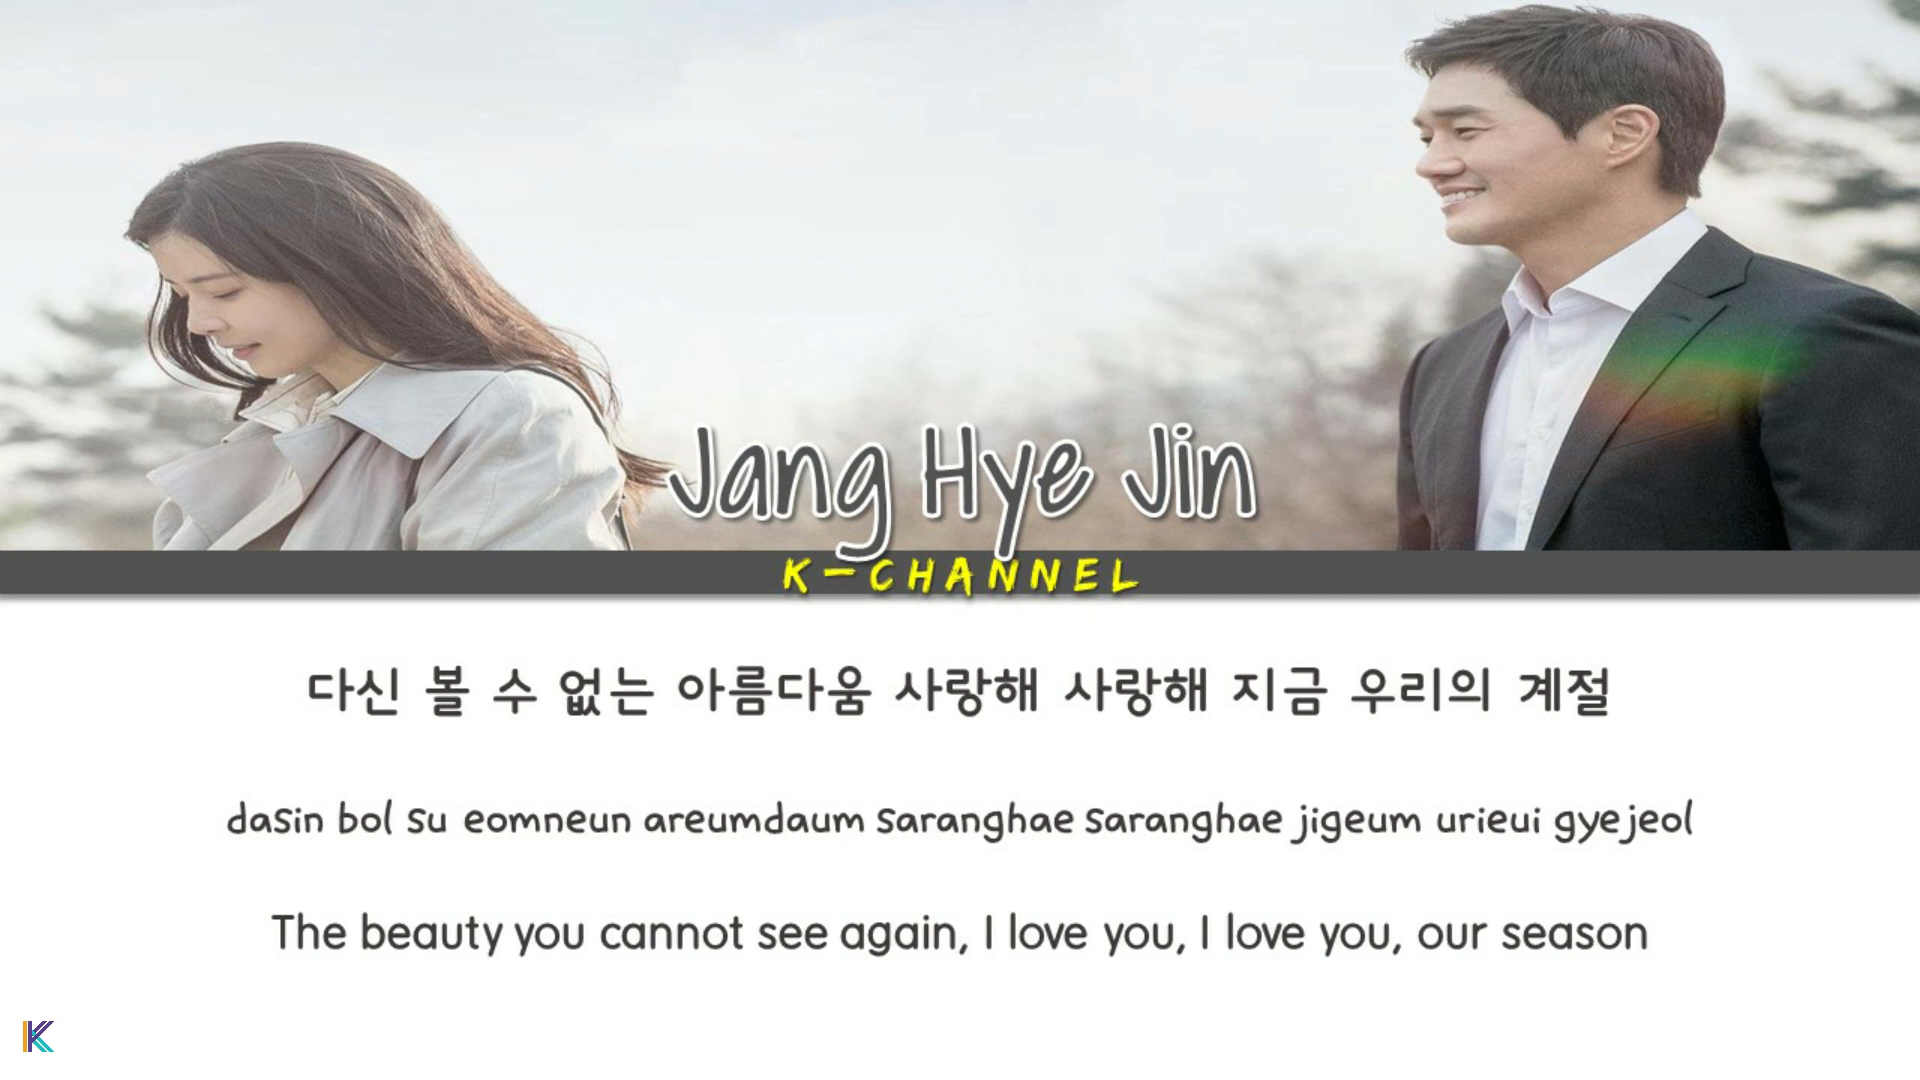 Jang Hye Jin
K-CHANNEL
다신 볼 수 없는 아름다움 사랑해 사랑해 지금 우리의 계절
dasin bol su eomneun areumdaum saranghae saranghae jigeum urieui gyejeol
The beauty you cannot see again, I love you, I love you, our season
K